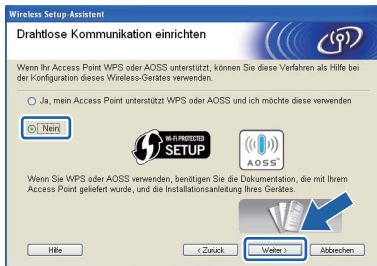 Wireless Setup-Assistent
Drahtlose Kommunikation einrichten
Wenn Ihr Access Point WPS oder AOSS unterstützt, können Sie diese Verfahren als Hilfe bei
der Konfiguration dieses Wireless-Gerätes verwenden.
Ja, mein Access Point unterstützt WPS oder AOSS und ich möchte diese verwenden
Nein
Wi-Fi PROTECTED
SETUP
AOSS
Wenn Sie WPS oder AOSS verwenden, benötigen Sie die Dokumentation, die mit Ihrem
Access Point geliefert wurde, und die Installationsanleitung Ihres Gerätes.
Hilfe
< Zurück
Weiter >
Abbrechen